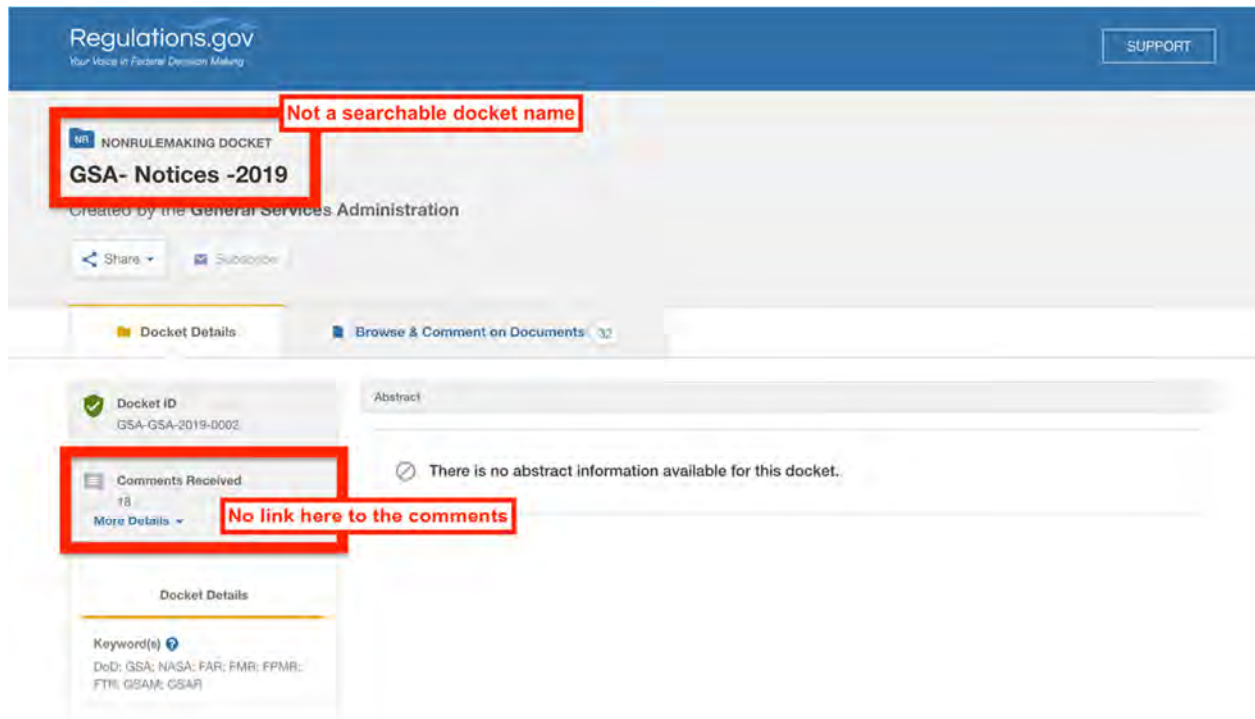 Regulations.gov
Your Voice in Federal Decision Making
SUPPORT
Not a searchable docket name
NR NONRULEMAKING DOCKET
GSA- Notices -2019
Created by the General Services Administration
Share
Subscribe
Docket Details
Browse & Comment on Documents 32
Docket ID
GSA-GSA-2019-0002
Abstract
There is no abstract information available for this docket.
Comments Received
18
More Details
No link here to the comments
Docket Details
Keyword(s) ?
DoD; GSA; NASA; FAR; FMR; FPMR;
FTR; GSAM; GSAR